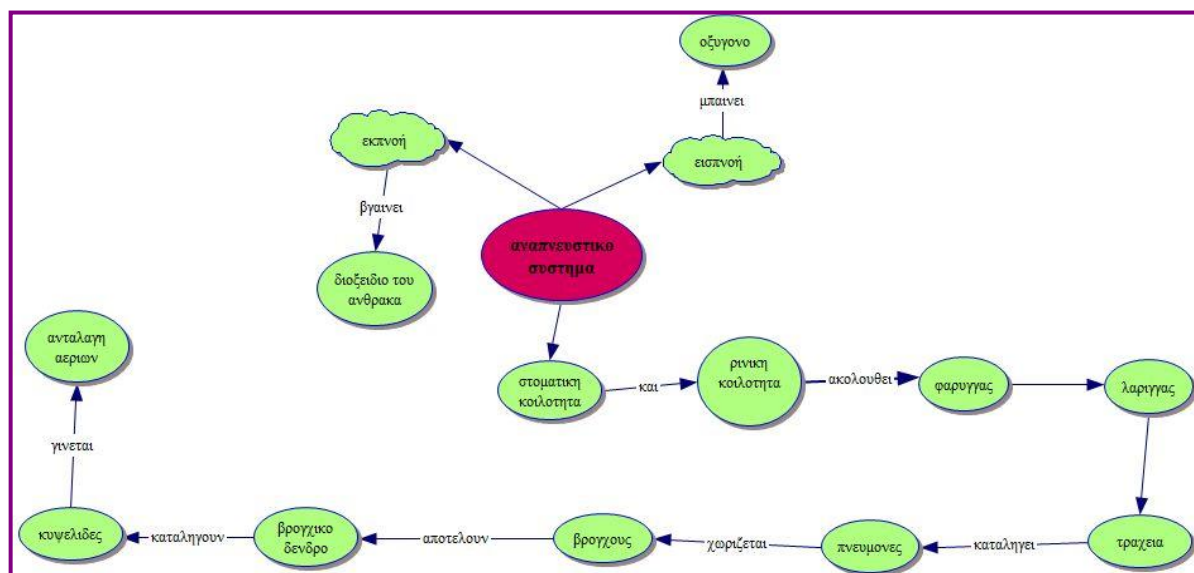 οξυγονο
μπαινει
εκπνοή
εισπνοή
βγαινει
αναπνευστικο
συστημα
διοξειδιο του
ανθρακα
ανταλαγη
αεριων
στοματικη
κοιλοτητα
και
ρινικη
κοιλοτητα
ακολουθει
φαρυγγας
λαριγγας
γινεται
κυψελιδες
καταληγουν
βρογχικο
δενδρο
αποτελουν
βρογχους
χωριζεται
πνευμονες
καταληγει
τραχεια